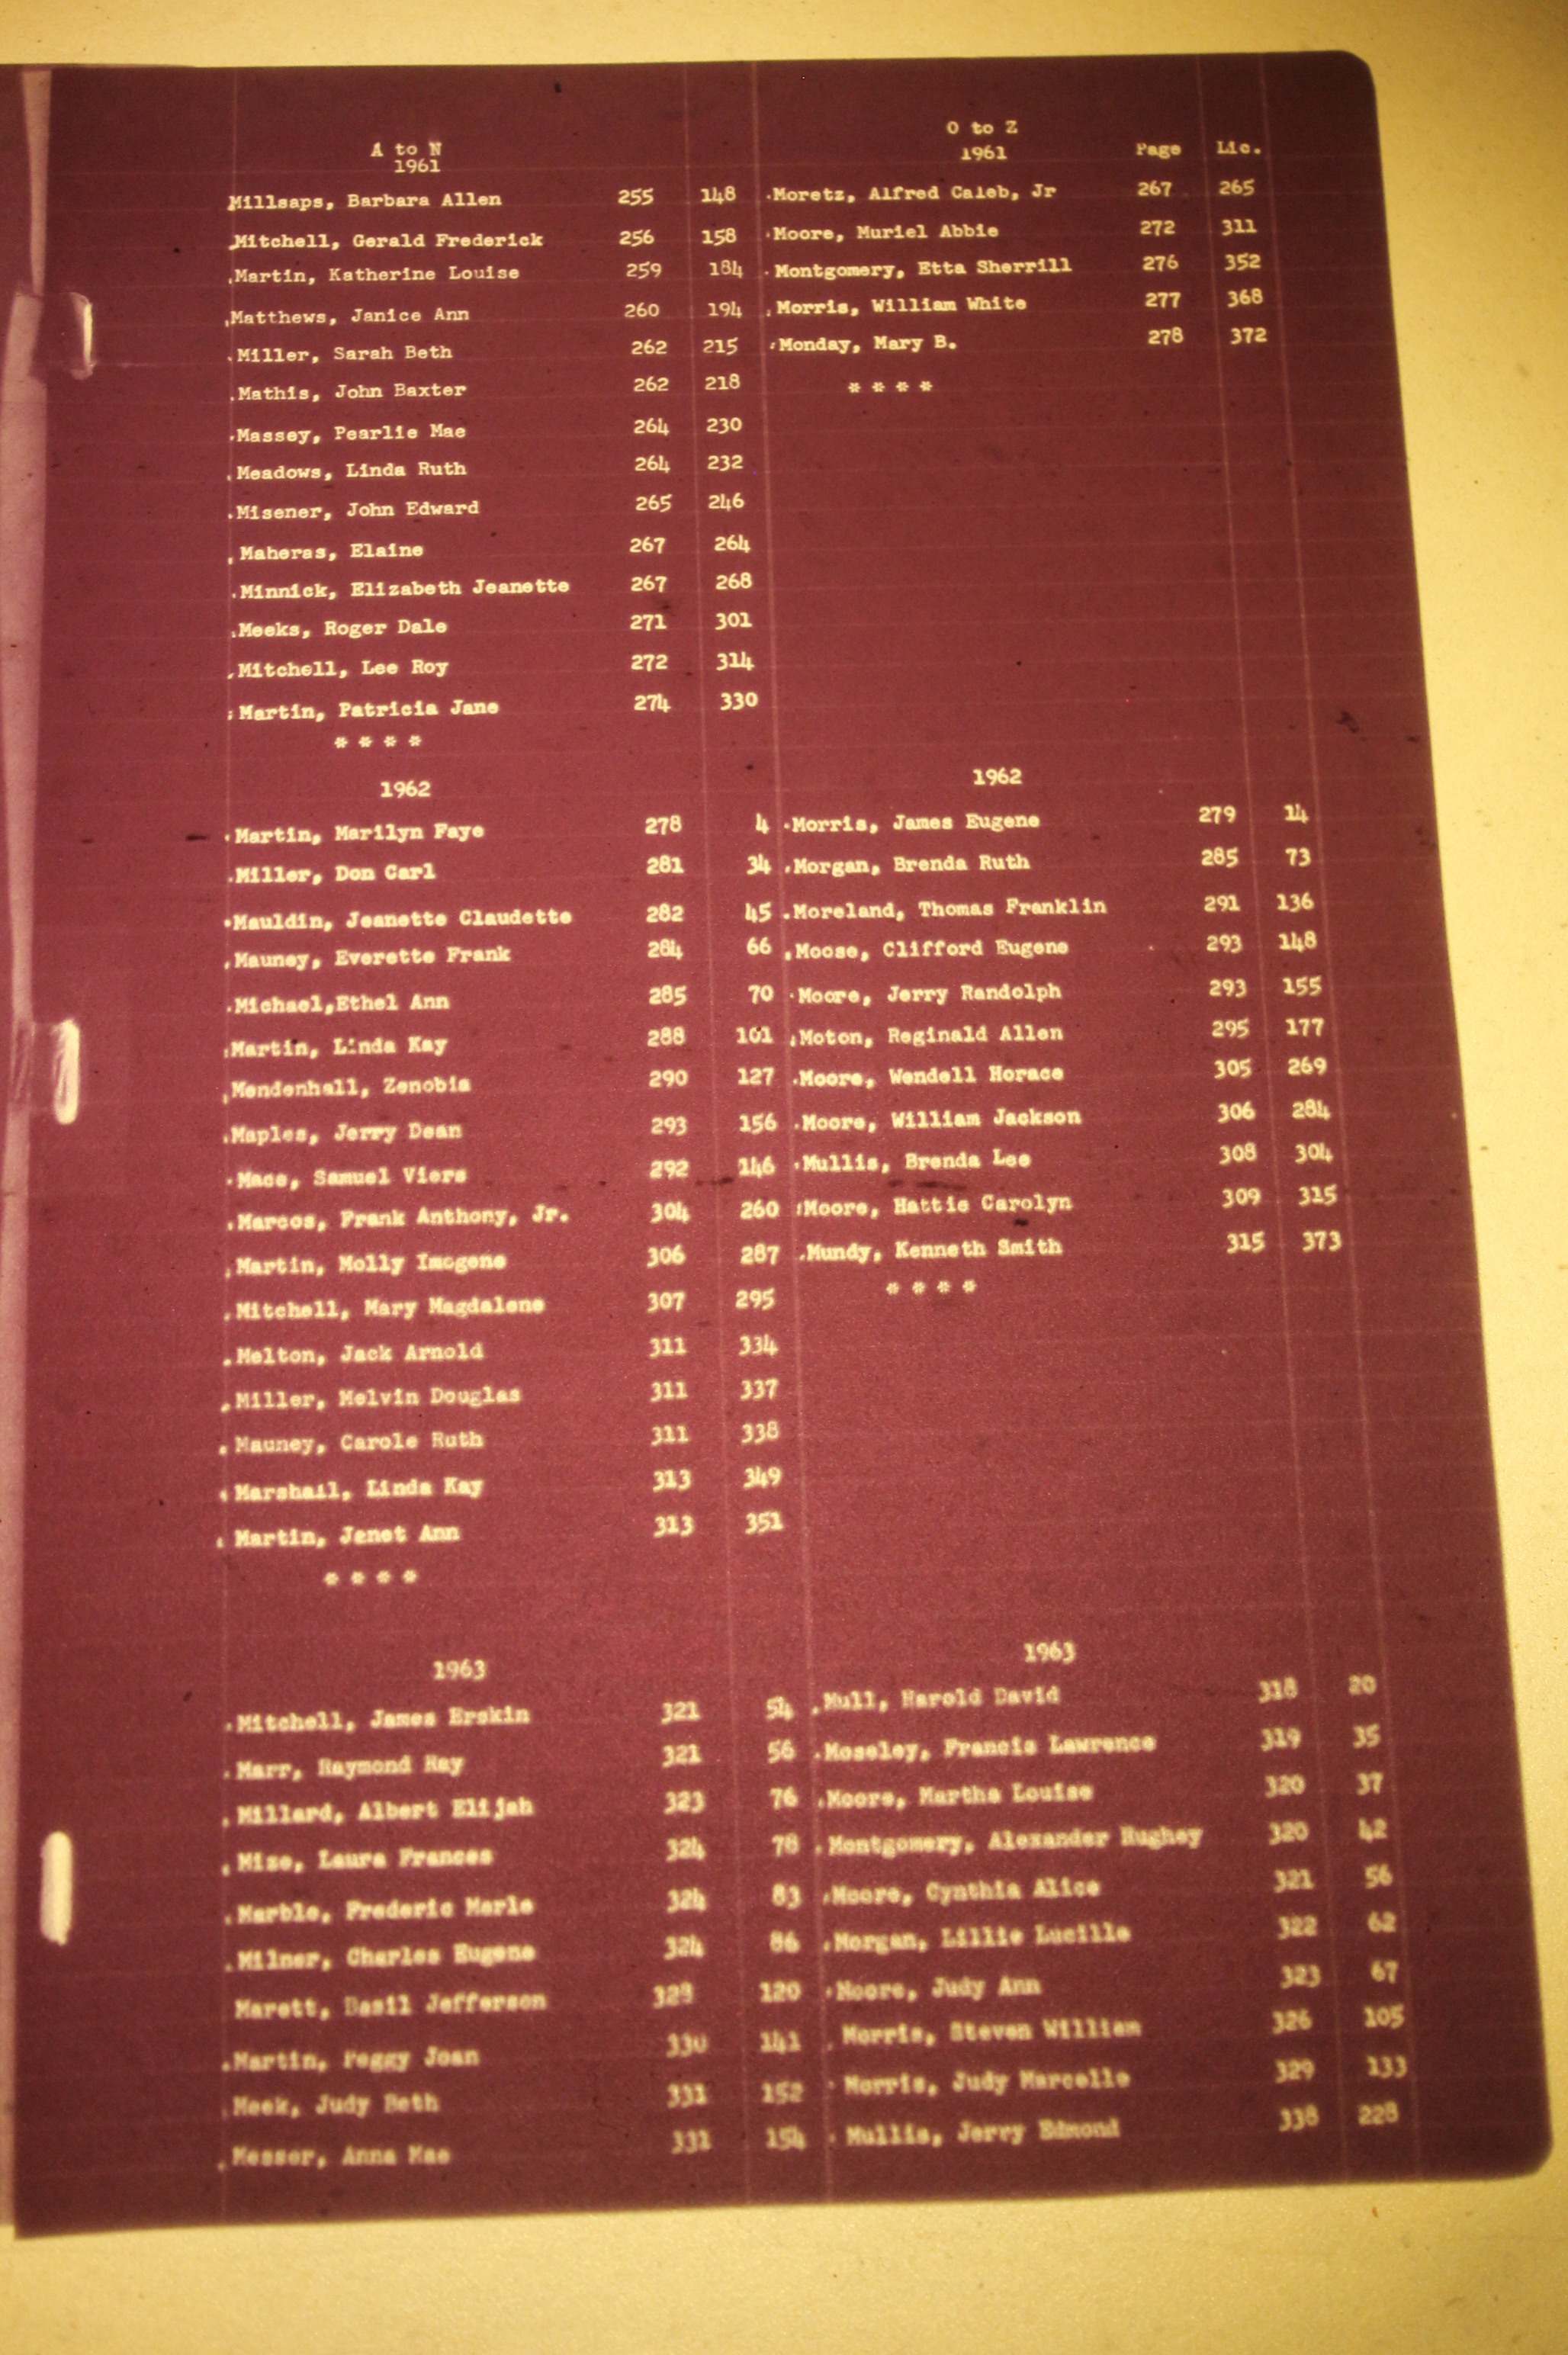 A to N
1961
Millsaps, Barbara Allen 255 148
Mitchell, Gerald Frederick 256 158
Martin, Katherine Louise 259 184
Matthews, Janice Ann 260 194
Miller, Sarah Beth 262 215
Mathis, John Baxter 262 218
Massey, Pearlie Mae 264 230
Meadows, Linda Ruth 264 232
Misener, John Edward 265 246
Maheras, Elaine 267 264
Minnick, Elizabeth Jeanette 267 268
Meeks, Roger Dale 271 301
Mitchell, Lee Roy 272 314
Martin, Patricia Jane 274 330
* * * *
O to Z
1961 Page Lic.
Moretz, Alfred Caleb, Jr 267 265
Moore, Muriel Abbie 272 311
Montgomery, Etta Sherrill 276 352
Morris, William White 277 368
Monday, Mary B. 278 372
* * * *
1962
Martin, Marilyn Faye 278 4
Miller, Don Carl 281 34
Mauldin, Jeanette Claudette 282 45
Mauney, Everette Frank 284 66
Michael,Ethel Ann 285 70
Martin, Linda Kay 288 101
Mendenhall, Zenobia 290 127
Maples, Jerry Dean 293 156
Mace, Samuel Viers 292 146
Marcos, Frank Anthony, Jr. 304 260
Martin, Molly Imogene 306 287
Mitchell, Mary Magdalene 307 295
Melton, Jack Arnold 311 334
Miller, Melvin Douglas 311 337
Mauney, Carole Ruth 311 338
Marshall, Linda Kay 313 349
Martin, Janet Ann 313 351
* * * *
1962
Morris, James Eugene 279 14
Morgan, Brenda Ruth 285 73
Moreland, Thomas Franklin 291 136
Moose, Clifford Eugene 293 148
Moore, Jerry Randolph 293 155
Moton, Reginald Allen 295 177
Moore, Wendell Horace 305 269
Moore, William Jackson 306 284
Mullis, Brenda Lee 308 304
Moore, Hattie Carolyn 309 315
Mundy, Kenneth Smith 315 373
* * * *
1963
Mitchell, James Erskin 321 54
Marr, Raymond Ray 321 56
Millard, Albert Elijah 323 76
Mize, Laura Frances 324 78
Marble, Frederic Merle 324 83
Milner, Charles Eugene 324 86
Marett, Basil Jefferson 328 120
Martin, Peggy Joan 330 141
Meek, Judy Beth 331 152
Messer, Anna Mae 331 154
1963
Mull, Harold David 318 20
Moseley, Francis Lawrence 319 35
Moore, Martha Louise 320 37
Montgomery, Alexander Hughey 320 42
Moore, Cynthia Alice 321 56
Morgan, Lillie Lucille 322 62
Moore, Judy Ann 323 67
Morris, Steven William 326 105
Morris, Judy Marcelle 329 133
Mullis, Jerry Edmond 338 228